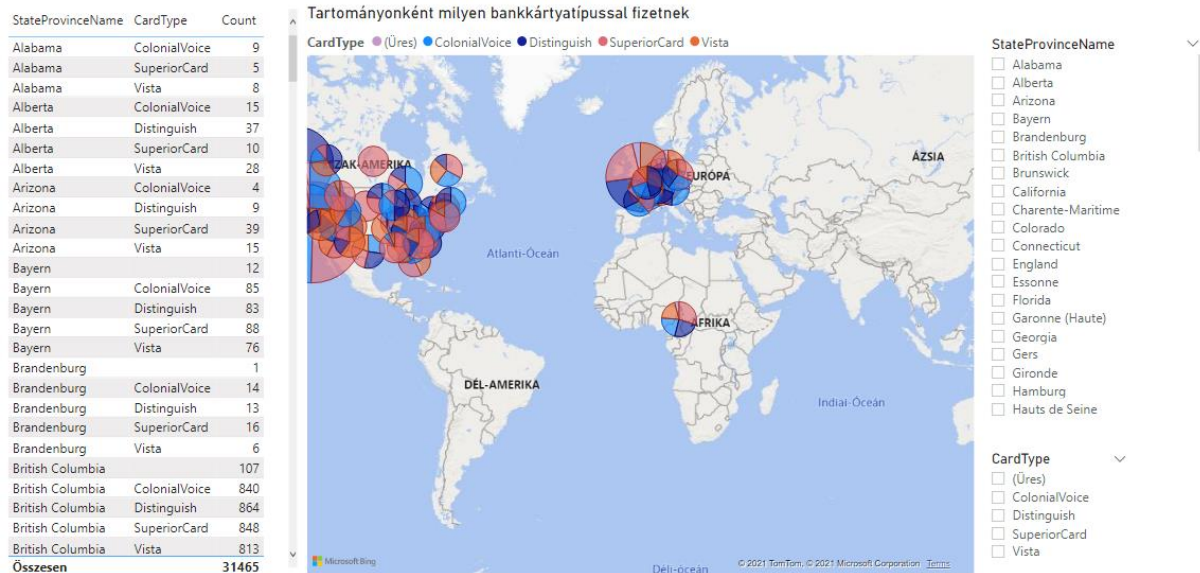 StateProvinceName CardType Count
Alabama ColonialVoice 9
Alabama SuperiorCard 5
Alabama Vista 8
Alberta ColonialVoice 15
Alberta Distinguish 37
Alberta SuperiorCard 10
Alberta Vista 28
Arizona ColonialVoice 4
Arizona Distinguish 9
Arizona SuperiorCard 39
Arizona Vista 15
Bayern 12
Bayern ColonialVoice 85
Bayern Distinguish 83
Bayern SuperiorCard 88
Bayern Vista 76
Brandenburg 1
Brandenburg ColonialVoice 14
Brandenburg Distinguish 13
Brandenburg SuperiorCard 16
Brandenburg Vista 6
British Columbia 107
British Columbia ColonialVoice 840
British Columbia Distinguish 864
British Columbia SuperiorCard 848
British Columbia Vista 813
Összesen 31465
Tartományonként milyen bankkártyatípussal fizetnek
CardType (Üres) ColonialVoice Distinguish SuperiorCard Vista
ZAK-AMERIKA
EURÓPA
ÁZSIA
Atlanti-Óceán
AFRIKA
DÉL-AMERIKA
Indiai-Óceán
Déli-óceán
Microsoft Bing
© 2021 TomTom, © 2021 Microsoft Corporation Terms
StateProvinceName
Alabama
Alberta
Arizona
Bayern
Brandenburg
British Columbia
Brunswick
California
Charente-Maritime
Colorado
Connecticut
England
Essonne
Florida
Garonne (Haute)
Georgia
Gers
Gironde
Hamburg
Hauts de Seine
CardType
(Üres)
ColonialVoice
Distinguish
SuperiorCard
Vista